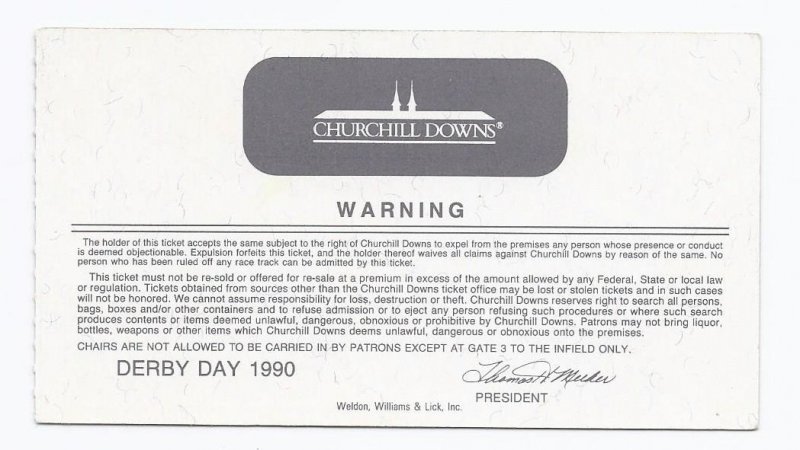 CHURCHILL DOWNS®
WARNING
The holder of this ticket accepts the same subject to the right of Churchill Downs to expel from the premises any person whose presence or conduct
is deemed objectionable. Expulsion forfeits this ticket, and the holder thereof waives all claims against Churchill Downs by reason of the same. No
person who has been ruled off any race track can be admitted by this ticket.
This ticket must not be re-sold or offered for re-sale at a premium in excess of the amount allowed by any Federal, State or local law
or regulation. Tickets obtained from sources other than the Churchill Downs ticket office may be lost or stolen tickets and in such cases
will not be honored. We cannot assume responsibility for loss, destruction or theft. Churchill Downs reserves right to search all persons,
bags, boxes and/or other containers and to refuse admission or to eject any person refusing such procedures or where such search
produces contents or items deemed unlawful, dangerous, obnoxious or prohibitive by Churchill Downs. Patrons may not bring liquor,
bottles, weapons or other items which Churchill Downs deems unlawful, dangerous or obnoxious onto the premises.
CHAIRS ARE NOT ALLOWED TO BE CARRIED IN BY PATRONS EXCEPT AT GATE 3 TO THE INFIELD ONLY.
DERBY DAY 1990
Thomas H Meeker
PRESIDENT
Weldon, Williams & Lick, Inc.